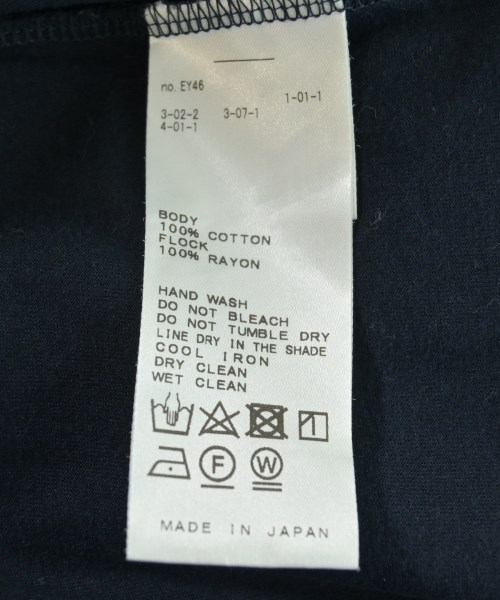 no. EY46
1-01-1
3-02-2 3-07-1
4-01-1
BODY
100% COTTON
FLOCK
100% RAYON
HAND WASH
DO NOT BLEACH
DO NOT TUMBLE DRY
LINE DRY IN THE SHADE
COOL IRON
DRY CLEAN
WET CLEAN
F W
MADE IN JAPAN